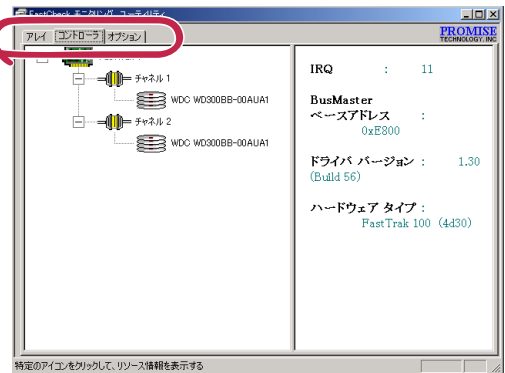 FastCheck モニタリング ユーティリティ
アレイ コントローラ オプション
PROMISE
TECHNOLOGY, INC
チャネル 1
WDC WD300BB-00AUA1
チャネル 2
WDC WD300BB-00AUA1
IRQ : 11
BusMaster
ベースアドレス :
0xE800
ドライバ バージョン : 1.30
(Build 56)
ハードウェア タイプ :
FastTrak 100 (4d30)
特定のアイコンをクリックして、リソース情報を表示する